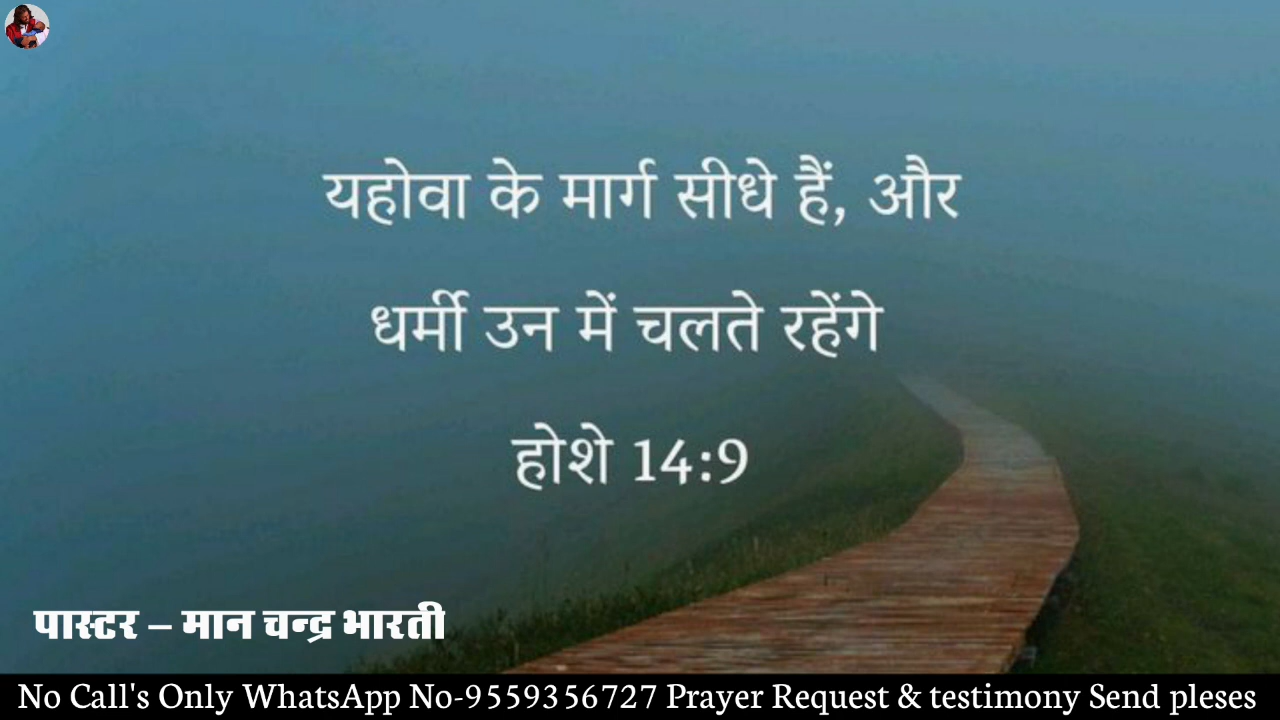 यहोवा के मार्ग सीधे हैं, और
धर्मी उन में चलते रहेंगे
होशे 14:9
पास्टर – मान चन्द्र भारती
No Call's Only WhatsApp No-9559356727 Prayer Request & testimony Send pleses